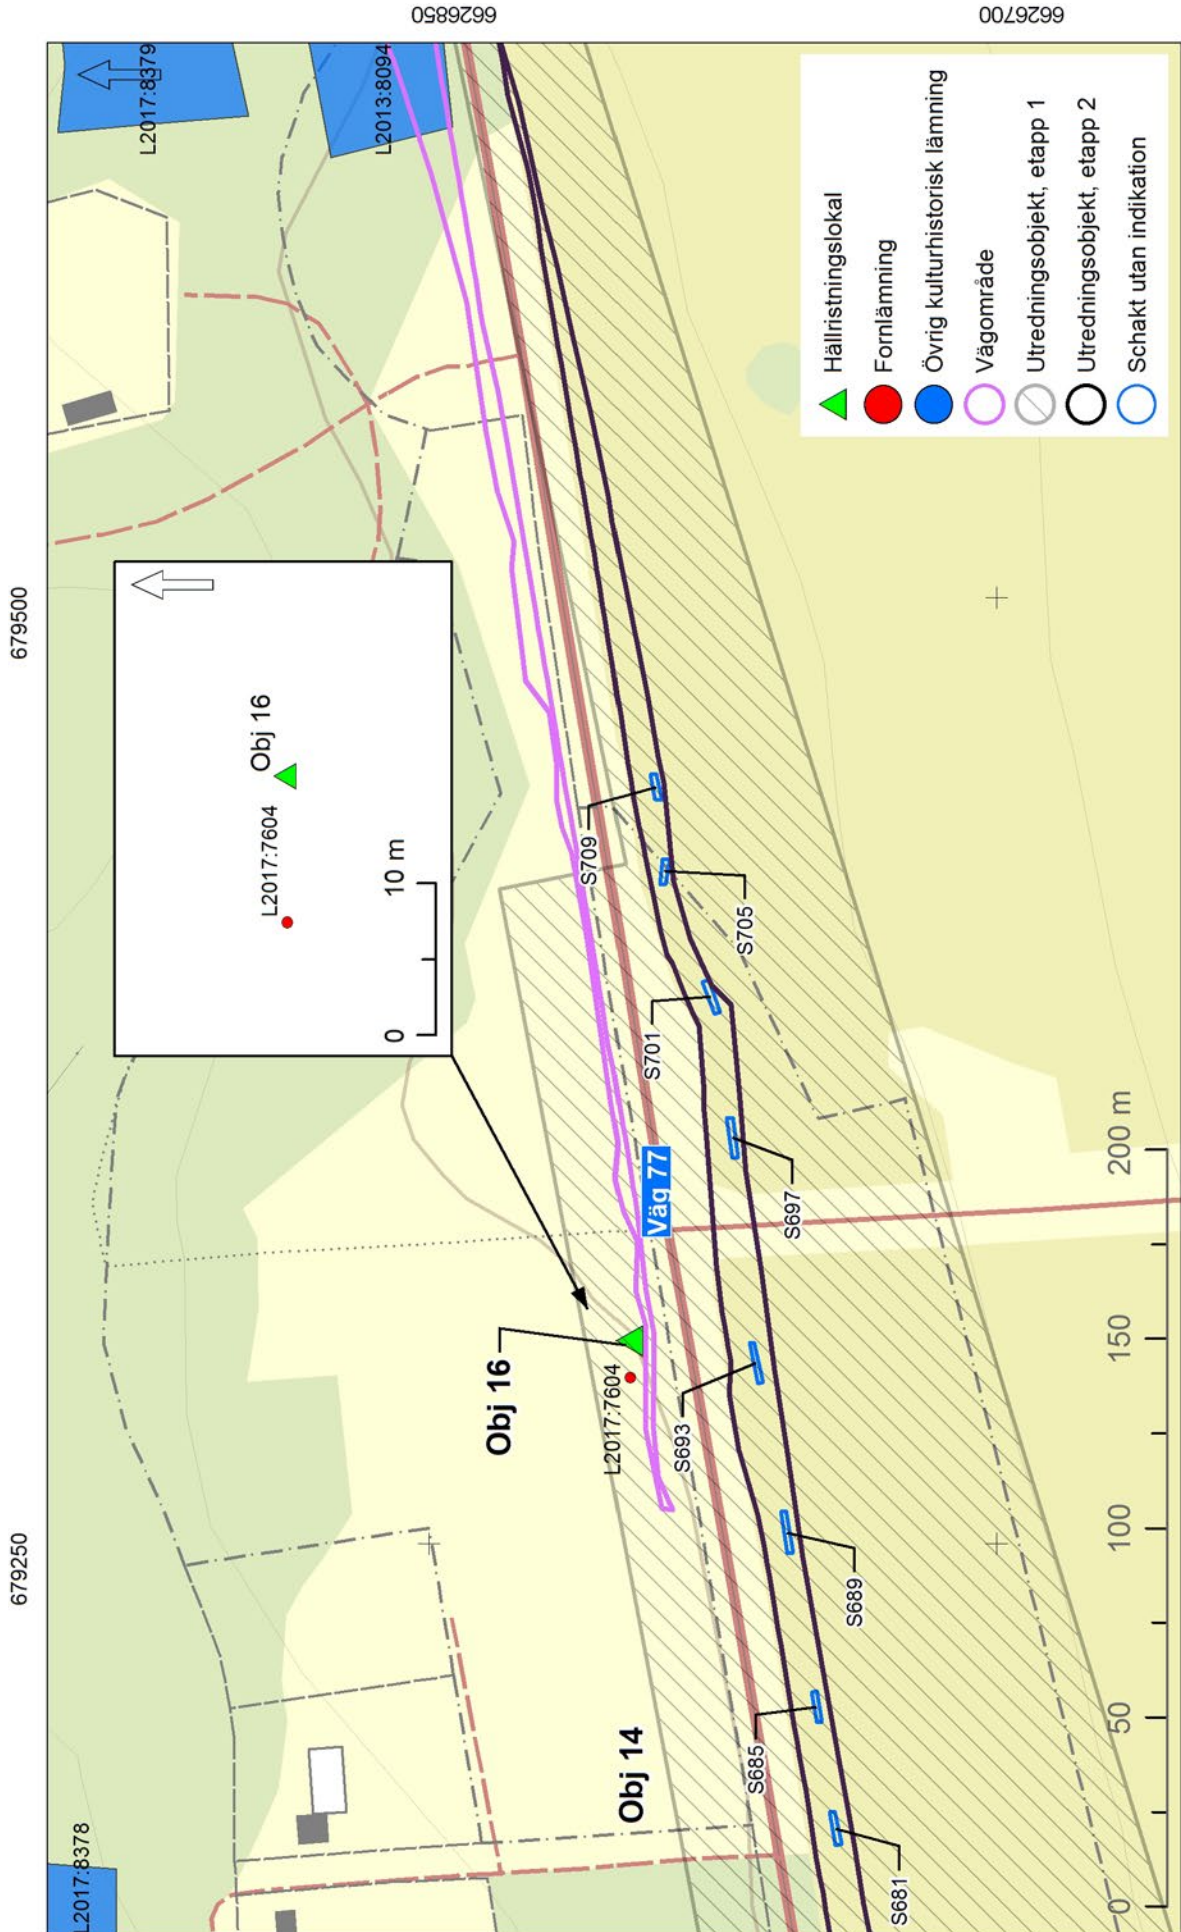 679250
679500
6626850
6626700
L2017:8378
L2017:8379
L2013:8094
L2017:7604
Obj 16
0
10 m
Obj 16
L2017:7604
Väg 77
Obj 14
S681
S685
S689
S693
S697
S701
S705
S709
0
50
100
150
200 m
Hällristningslokal
Fornlämning
Övrig kulturhistorisk lämning
Vägområde
Utredningsobjekt, etapp 1
Utredningsobjekt, etapp 2
Schakt utan indikation